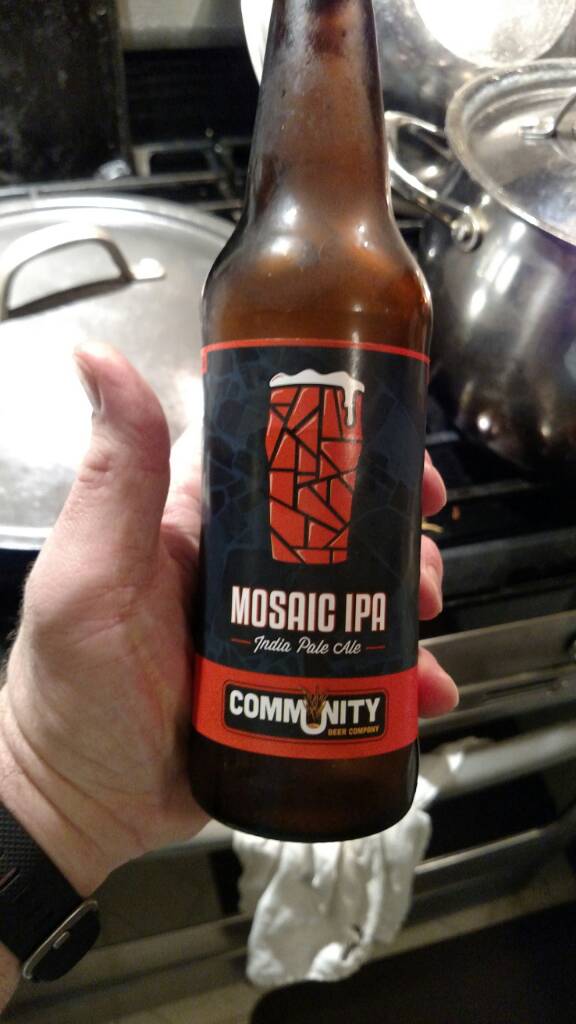 MOSAIC IPA
India Pale Ale
COMMUNITY
BEER COMPANY